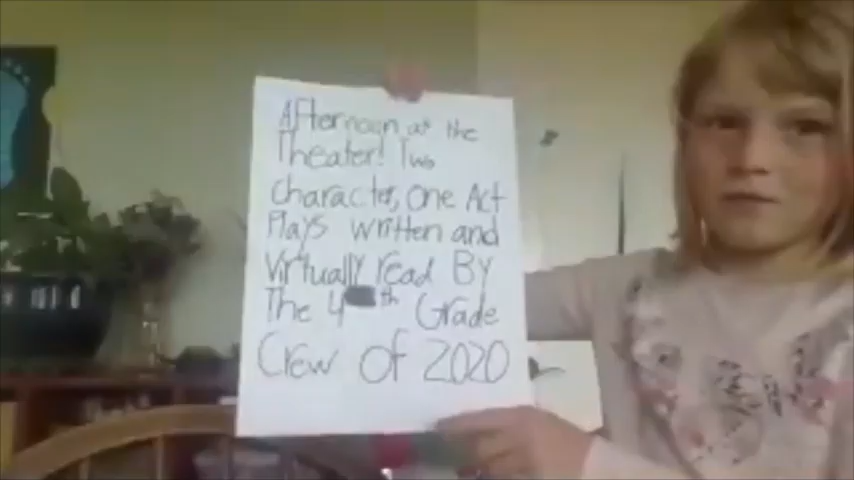 Afternoon at the
Theater! Two
character, One Act
Plays written and
Virtually read By
The 4th Grade
Crew of 2020